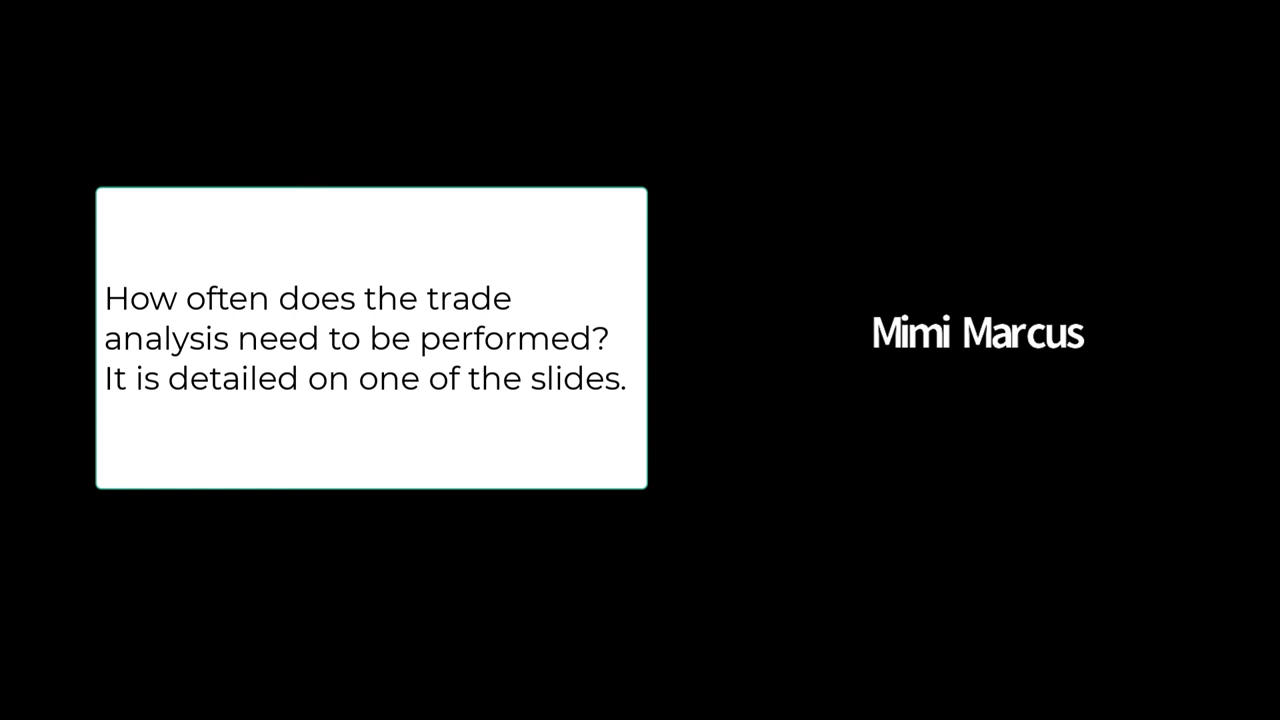 How often does the trade
analysis need to be performed?
It is detailed on one of the slides.
Mimi Marcus